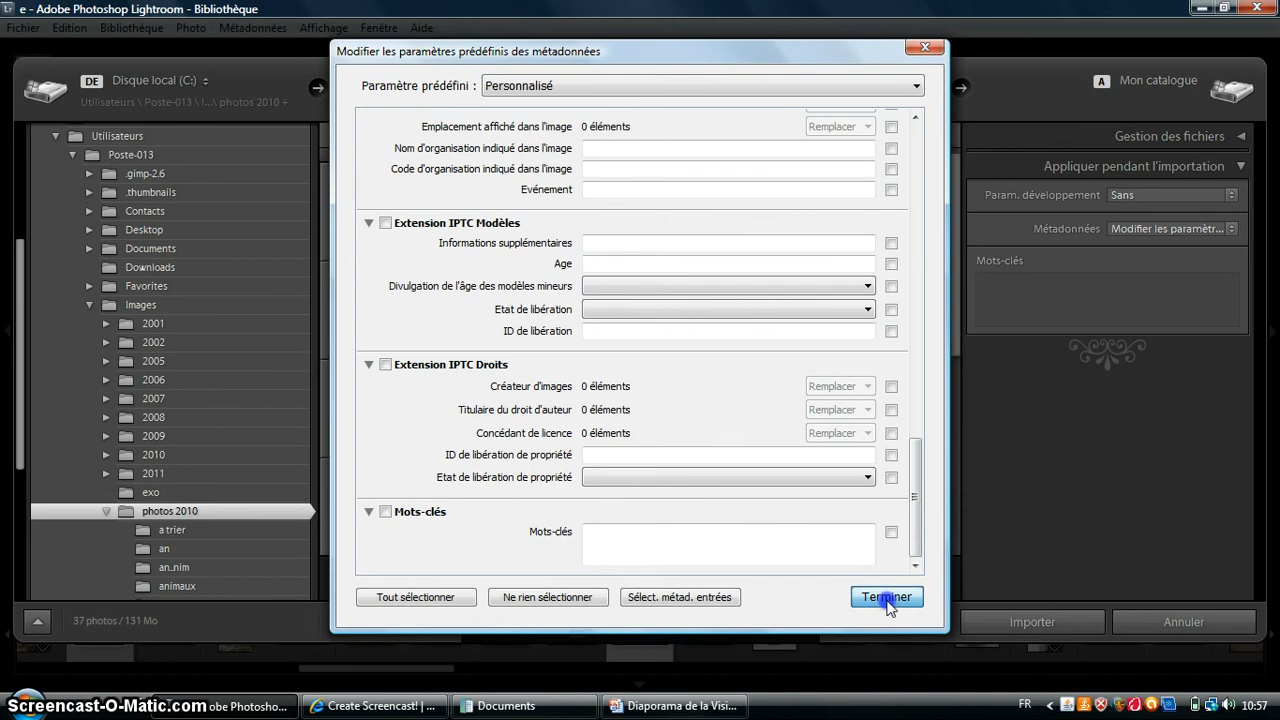 e - Adobe Photoshop Lightroom - Bibliothèque
Fichier Edition Bibliothèque Photo Métadonnées Affichage Fenêtre Aide
Modifier les paramètres prédéfinis des métadonnées
DE Disque local (C:)
Utilisateurs \ Poste-013 \ I...\ photos 2010 +
A Mon catalogue
Paramètre prédéfini : Personnalisé
Utilisateurs
Poste-013
.gimp-2.6
.thumbnails
Contacts
Desktop
Documents
Downloads
Favorites
Images
2001
2002
2005
2006
2007
2008
2009
2010
2011
exo
photos 2010
a trier
an
an_nim
animaux
37 photos / 131 Mo
Emplacement affiché dans l'image 0 éléments Remplacer
Nom d'organisation indiqué dans l'image
Code d'organisation indiqué dans l'image
Evénement
Extension IPTC Modèles
Informations supplémentaires
Age
Divulgation de l'âge des modèles mineurs
Etat de libération
ID de libération
Extension IPTC Droits
Créateur d'images 0 éléments Remplacer
Titulaire du droit d'auteur 0 éléments Remplacer
Concédant de licence 0 éléments Remplacer
ID de libération de propriété
Etat de libération de propriété
Mots-clés
Mots-clés
Tout sélectionner Ne rien sélectionner Sélect. métad. entrées Terminer
Gestion des fichiers
Appliquer pendant l'importation
Param. développement Sans
Métadonnées Modifier les paramètr...
Mots-clés
Importer Annuler
Screencast-O-Matic.com
obe Photosho...
Create Screencast! | ...
Documents
Diaporama de la Visi...
FR
10:57